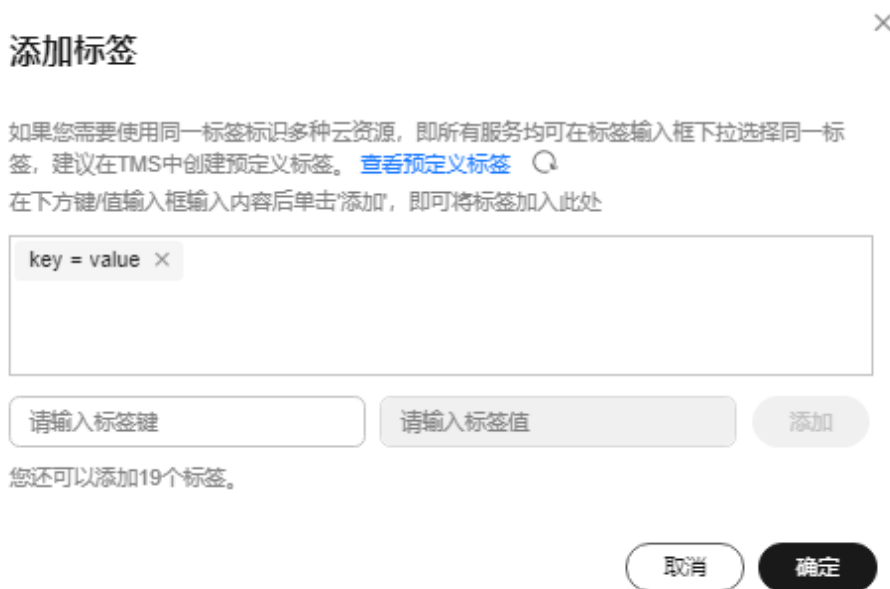 添加标签
如果您需要使用同一标签标识多种云资源，即所有服务均可在标签输入框下拉选择同一标
签，建议在TMS中创建预定义标签。 查看预定义标签
在下方键/值输入框输入内容后单击'添加'，即可将标签加入此处
key = value
请输入标签键 请输入标签值 添加
您还可以添加19个标签。
取消 确定